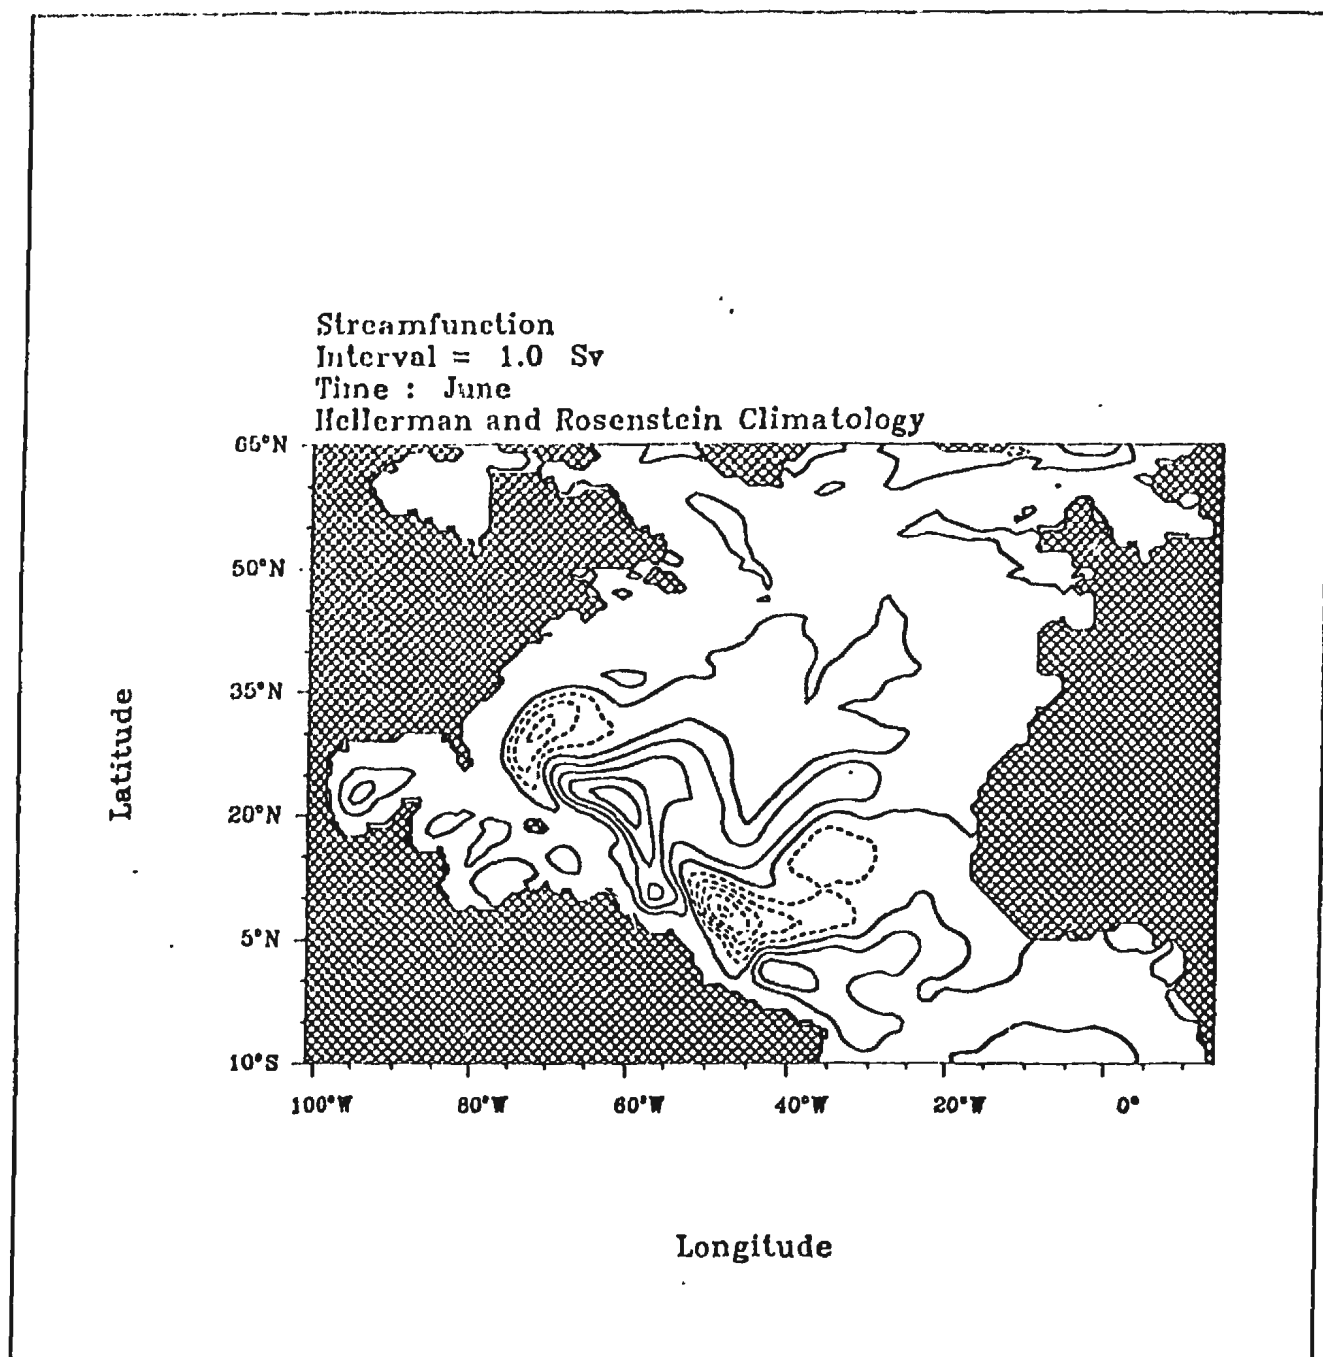 Streamfunction
Interval = 1.0 Sv
Time : June
Hellerman and Rosenstein Climatology
65°N
50°N
35°N
20°N
5°N
10°S
100°W 80°W 60°W 40°W 20°W 0°
Latitude
Longitude